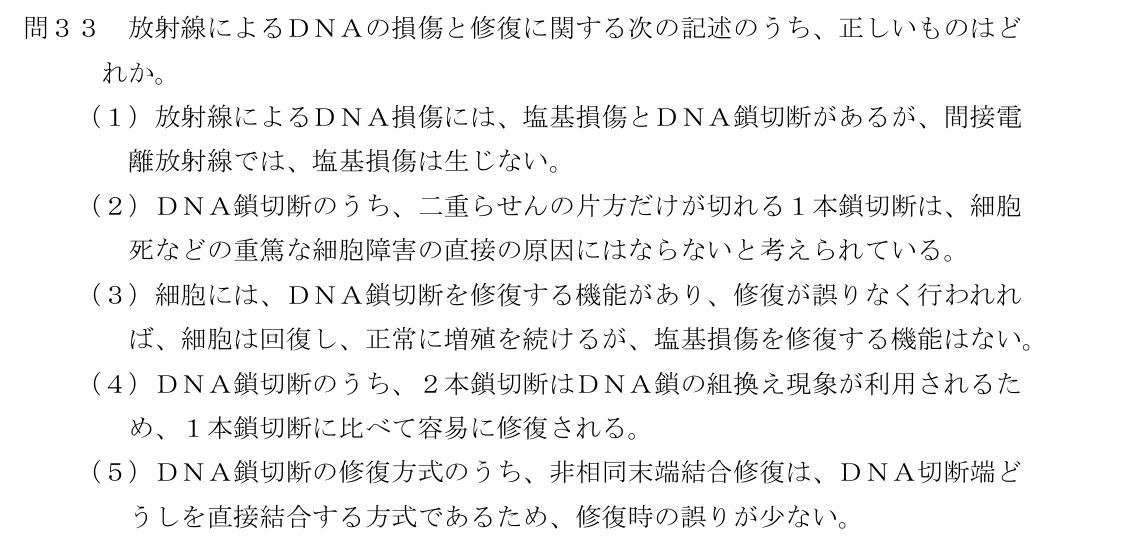 問３３　放射線によるＤＮＡの損傷と修復に関する次の記述のうち、正しいものはど
れか。
（１）放射線によるＤＮＡ損傷には、塩基損傷とＤＮＡ鎖切断があるが、間接電
離放射線では、塩基損傷は生じない。
（２）ＤＮＡ鎖切断のうち、二重らせんの片方だけが切れる１本鎖切断は、細胞
死などの重篤な細胞障害の直接の原因にはならないと考えられている。
（３）細胞には、ＤＮＡ鎖切断を修復する機能があり、修復が誤りなく行われれ
ば、細胞は回復し、正常に増殖を続けるが、塩基損傷を修復する機能はない。
（４）ＤＮＡ鎖切断のうち、２本鎖切断はＤＮＡ鎖の組換え現象が利用されるた
め、１本鎖切断に比べて容易に修復される。
（５）ＤＮＡ鎖切断の修復方式のうち、非相同末端結合修復は、ＤＮＡ切断端ど
うしを直接結合する方式であるため、修復時の誤りが少ない。